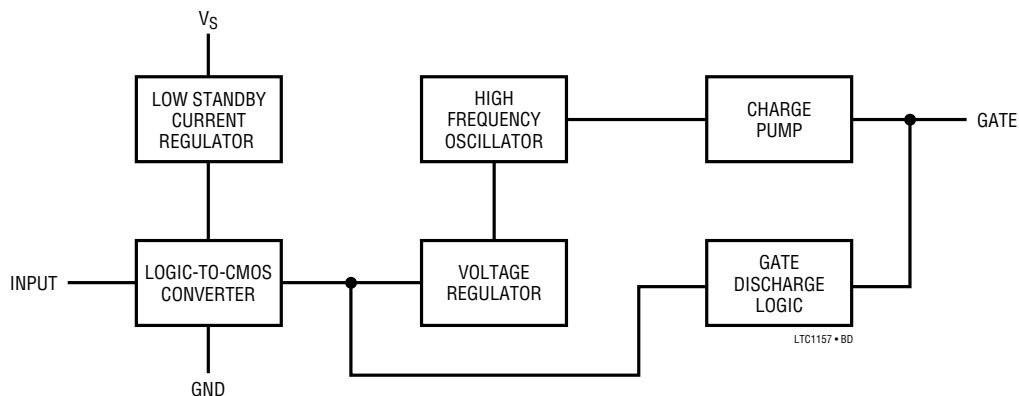 VS
LOW STANDBY
CURRENT
REGULATOR
HIGH
FREQUENCY
OSCILLATOR
CHARGE
PUMP
GATE
INPUT
LOGIC-TO-CMOS
CONVERTER
VOLTAGE
REGULATOR
GATE
DISCHARGE
LOGIC
LTC1157 • BD
GND